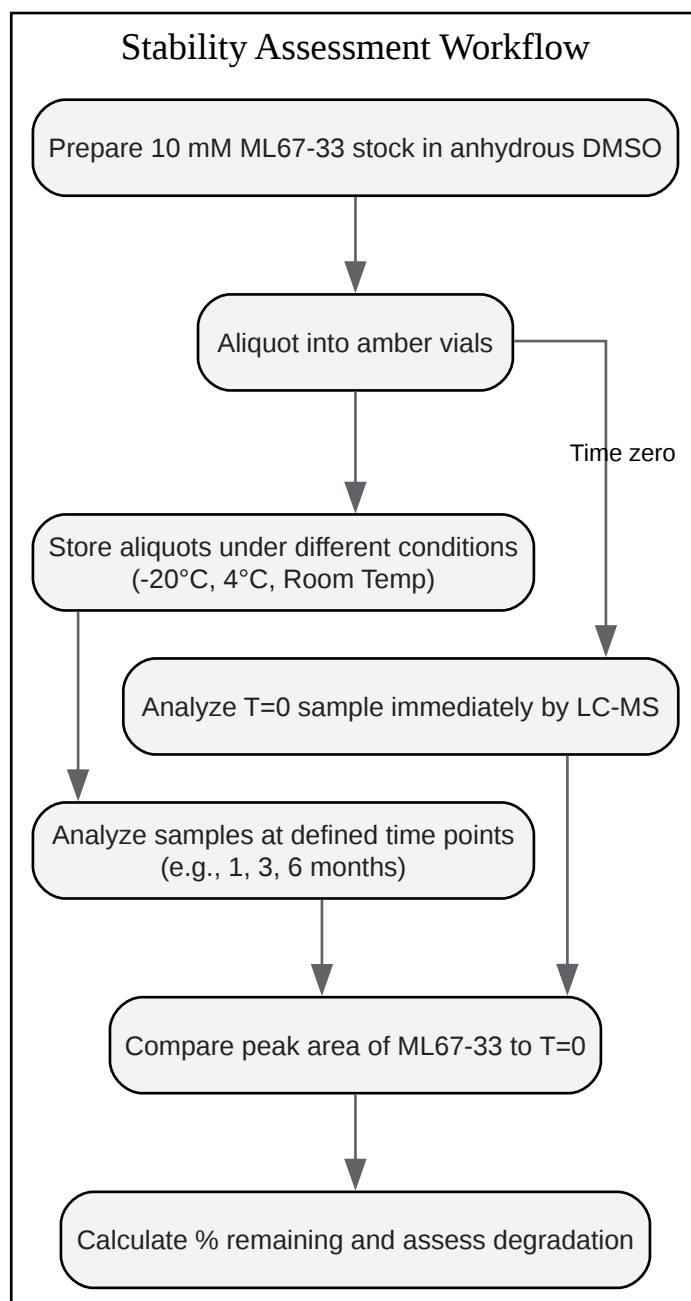 Stability Assessment Workflow
Prepare 10 mM ML67-33 stock in anhydrous DMSO
Aliquot into amber vials
Time zero
Store aliquots under different conditions
(-20°C, 4°C, Room Temp)
Analyze T=0 sample immediately by LC-MS
Analyze samples at defined time points
(e.g., 1, 3, 6 months)
Compare peak area of ML67-33 to T=0
Calculate % remaining and assess degradation